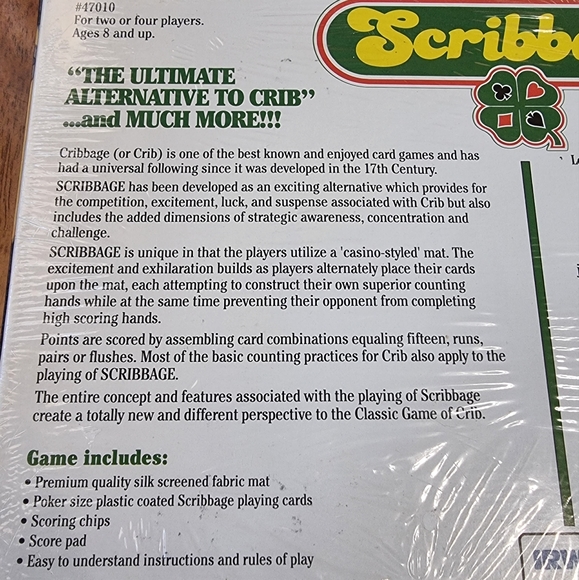 #47010
For two or four players.
Ages 8 and up.
Scribb
“THE ULTIMATE
ALTERNATIVE TO CRIB”
...and MUCH MORE!!!
Cribbage (or Crib) is one of the best known and enjoyed card games and has
had a universal following since it was developed in the 17th Century.
SCRIBBAGE has been developed as an exciting alternative which provides for
the competition, excitement, luck, and suspense associated with Crib but also
includes the added dimensions of strategic awareness, concentration and
challenge.
SCRIBBAGE is unique in that the players utilize a 'casino-styled' mat. The
excitement and exhilaration builds as players alternately place their cards
upon the mat, each attempting to construct their own superior counting
hands while at the same time preventing their opponent from completing
high scoring hands.
Points are scored by assembling card combinations equaling fifteen, runs,
pairs or flushes. Most of the basic counting practices for Crib also apply to the
playing of SCRIBBAGE.
The entire concept and features associated with the playing of Scribbage
create a totally new and different perspective to the Classic Game of Crib.
Game includes:
• Premium quality silk screened fabric mat
• Poker size plastic coated Scribbage playing cards
• Scoring chips
• Score pad
• Easy to understand instructions and rules of play
IRW